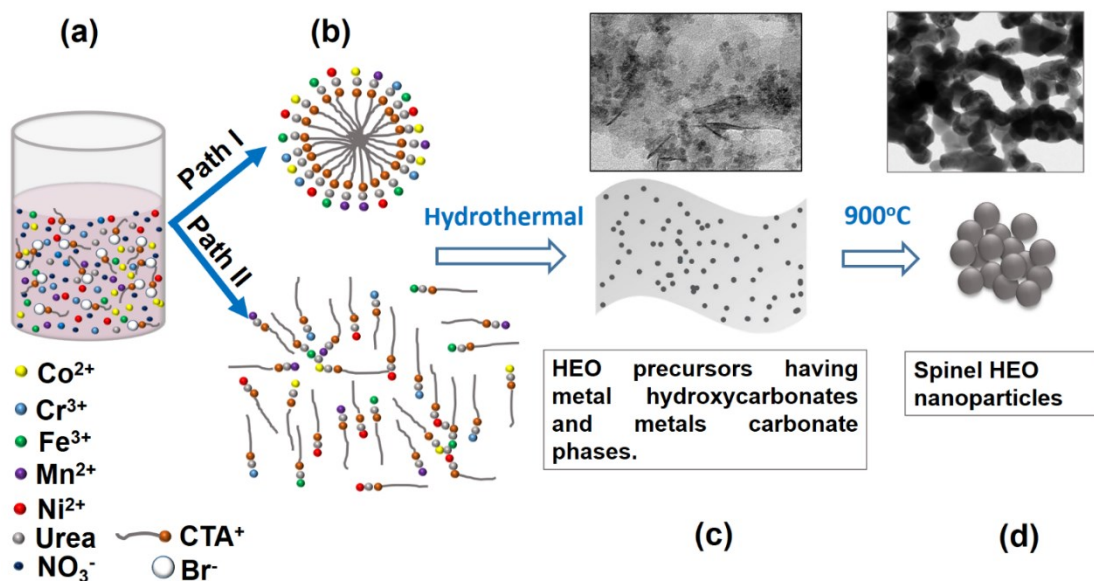 (a)
(b)
Path I
Path II
Hydrothermal
900ºC
Co²⁺
Cr³⁺
Fe³⁺
Mn²⁺
Ni²⁺
Urea
NO₃⁻
CTA⁺
Br⁻
HEO precursors having
metal hydroxycarbonates
and metals carbonate
phases.
Spinel HEO
nanoparticles
(c)
(d)